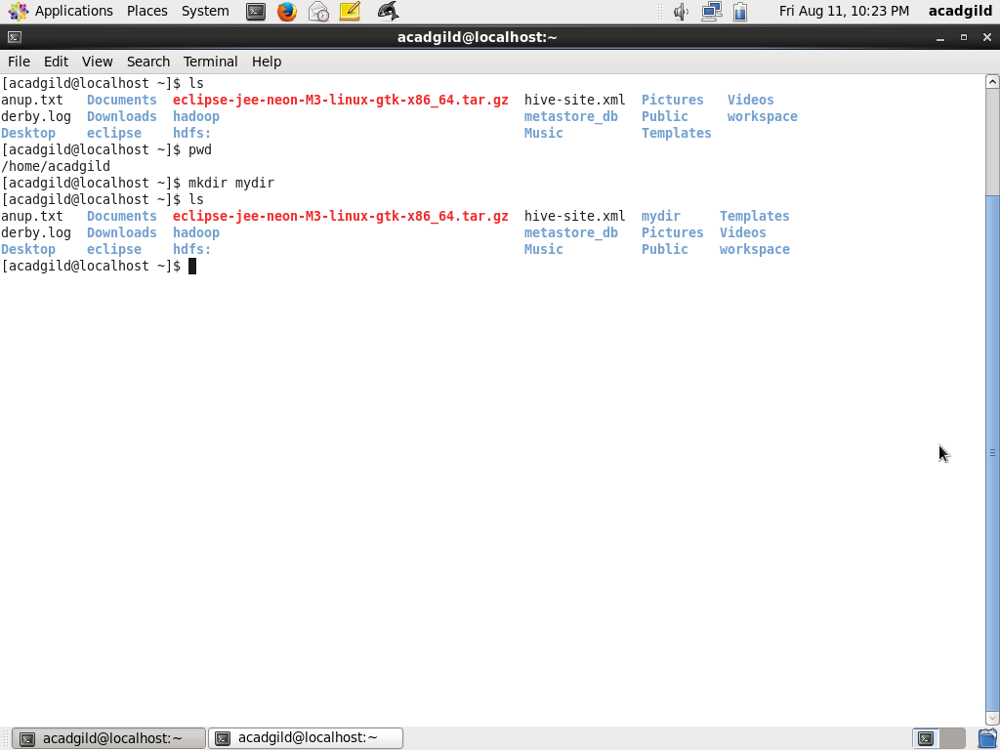 Applications Places System Fri Aug 11, 10:23 PM acadgild
acadgild@localhost:~
File Edit View Search Terminal Help
[acadgild@localhost ~]$ ls
anup.txt Documents eclipse-jee-neon-M3-linux-gtk-x86_64.tar.gz hive-site.xml Pictures Videos
derby.log Downloads hadoop metastore_db Public workspace
Desktop eclipse hdfs: Music Templates
[acadgild@localhost ~]$ pwd
/home/acadgild
[acadgild@localhost ~]$ mkdir mydir
[acadgild@localhost ~]$ ls
anup.txt Documents eclipse-jee-neon-M3-linux-gtk-x86_64.tar.gz hive-site.xml mydir Templates
derby.log Downloads hadoop metastore_db Pictures Videos
Desktop eclipse hdfs: Music Public workspace
[acadgild@localhost ~]$
acadgild@localhost:~ acadgild@localhost:~